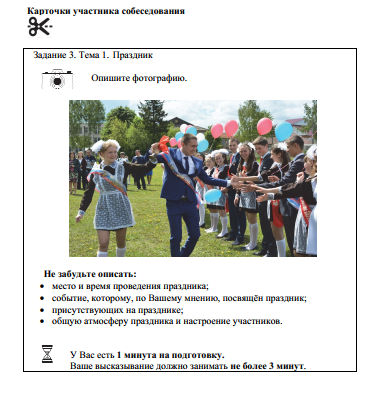 Карточки участника собеседования
Задание 3. Тема 1. Праздник
Опишите фотографию.
Не забудьте описать:
• место и время проведения праздника;
• событие, которому, по Вашему мнению, посвящён праздник;
• присутствующих на празднике;
• общую атмосферу праздника и настроение участников.
У Вас есть 1 минута на подготовку.
Ваше высказывание должно занимать не более 3 минут.